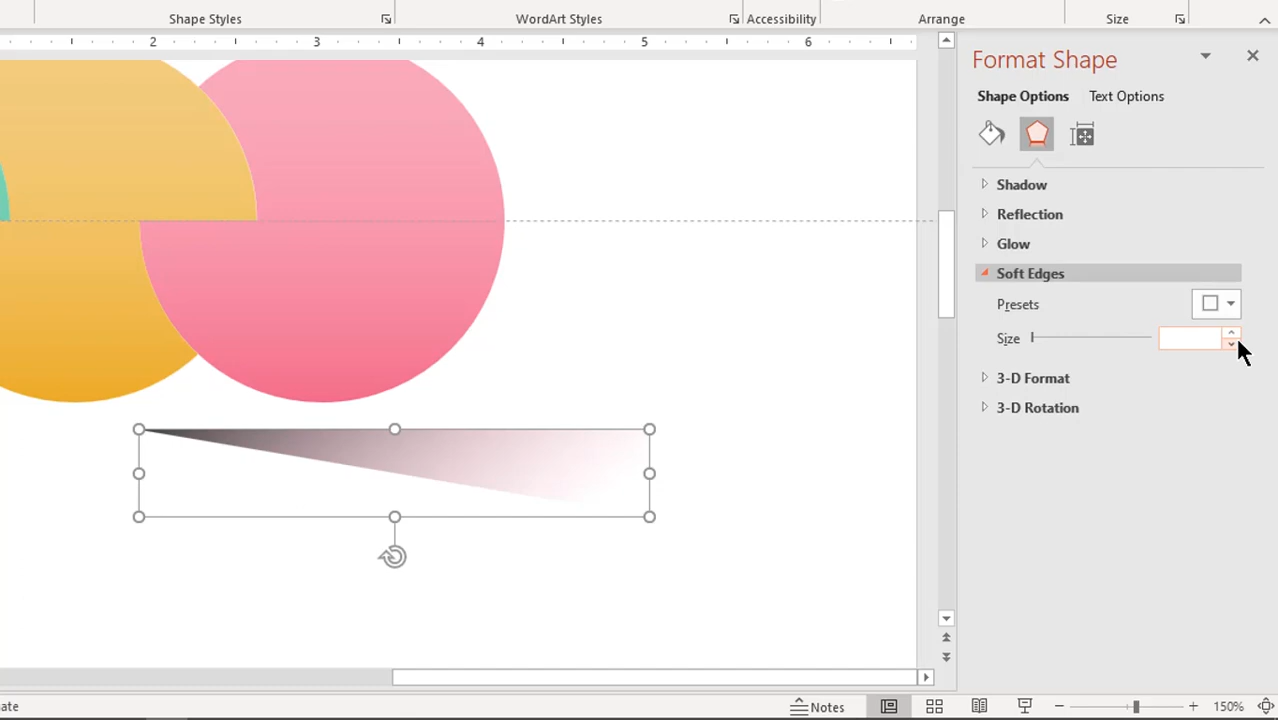 Shape Styles WordArt Styles Accessibility Arrange Size
2 3 4 5 6
Format Shape
Shape Options Text Options
Shadow
Reflection
Glow
Soft Edges
Presets
Size
3-D Format
3-D Rotation
ate Notes 150%